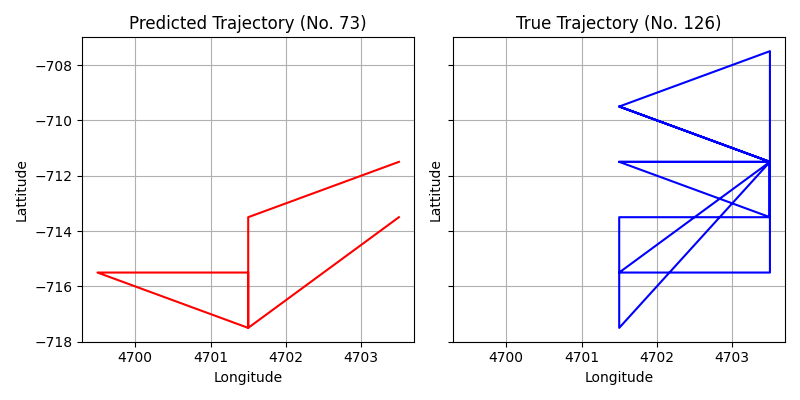 Predicted Trajectory (No. 73)
True Trajectory (No. 126)
Lattitude
−708
−710
−712
−714
−716
−718
4700 4701 4702 4703
Longitude
Lattitude
4700 4701 4702 4703
Longitude